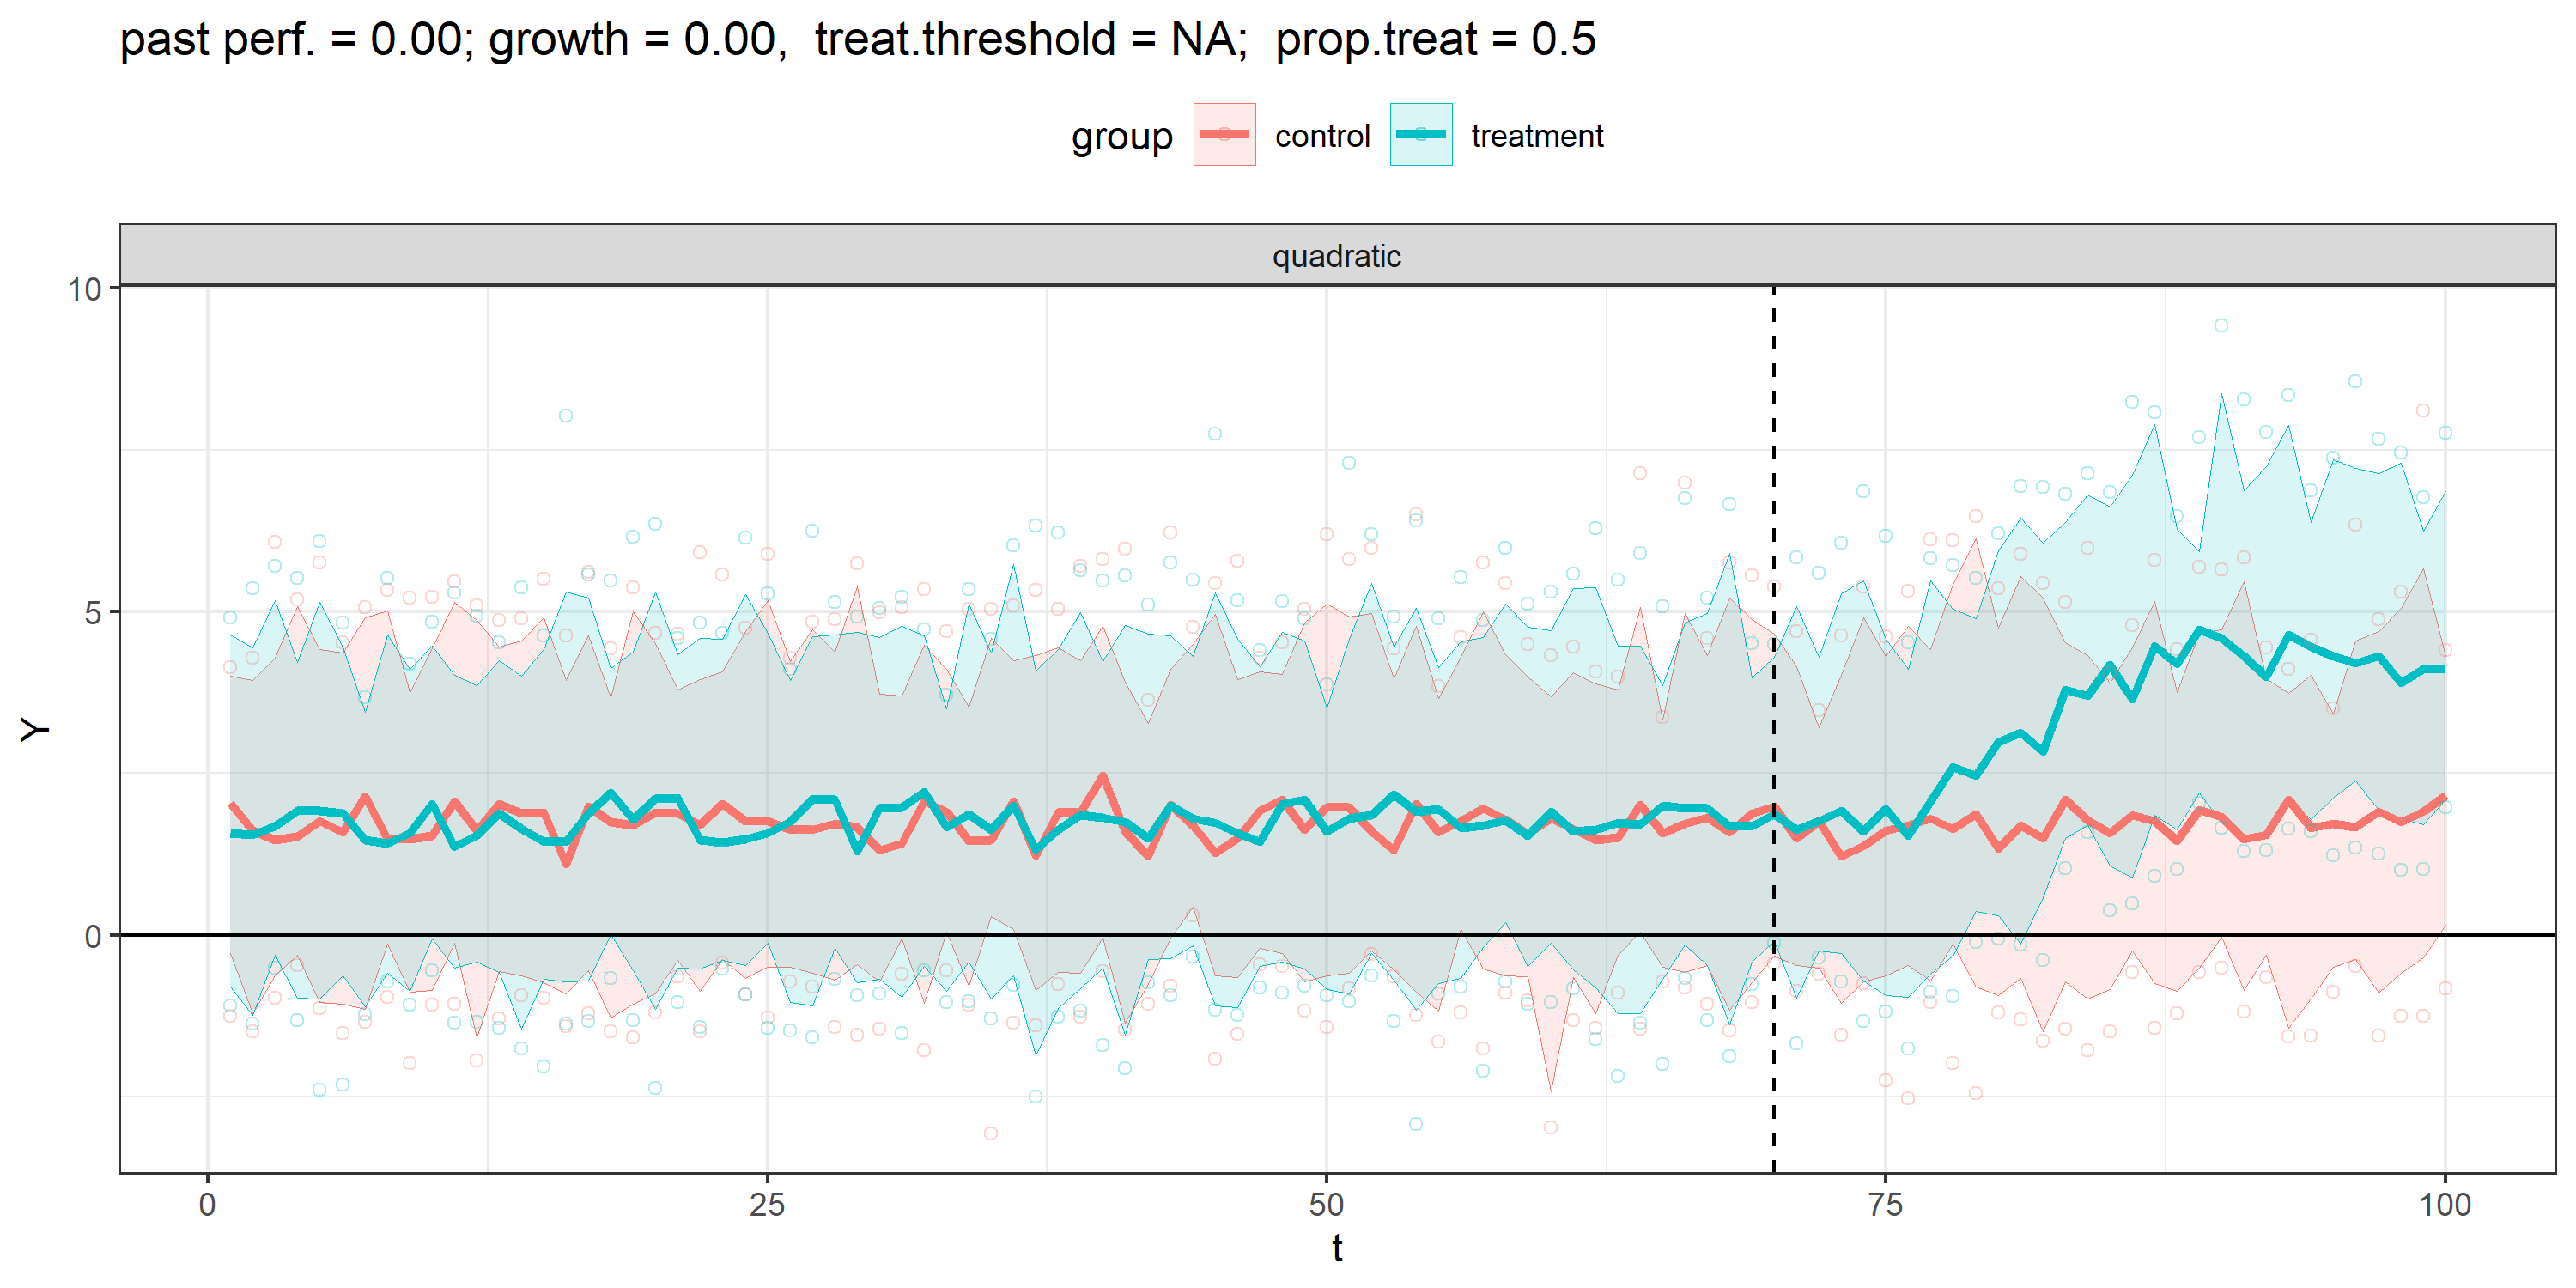 past perf. = 0.00; growth = 0.00,  treat.threshold = NA;  prop.treat = 0.5
group control treatment
quadratic
10
5
0
Y
0 25 50 75 100
t